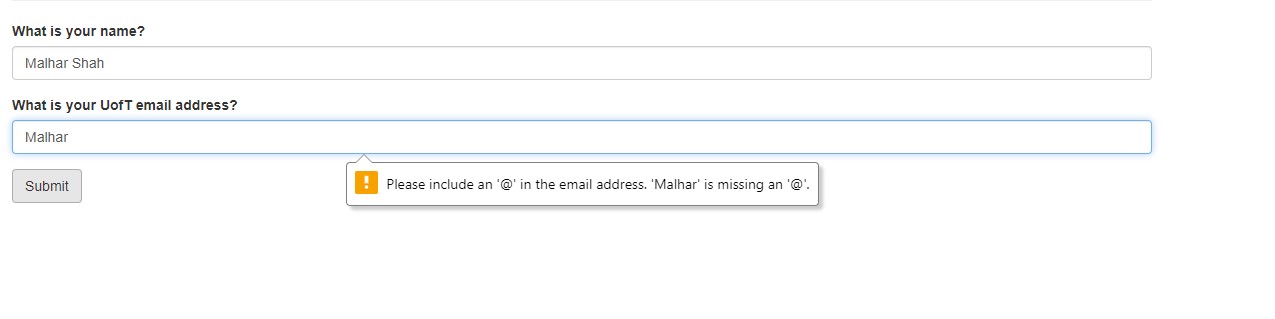 What is your name?
Malhar Shah
What is your UofT email address?
Malhar
Please include an '@' in the email address. 'Malhar' is missing an '@'.
Submit